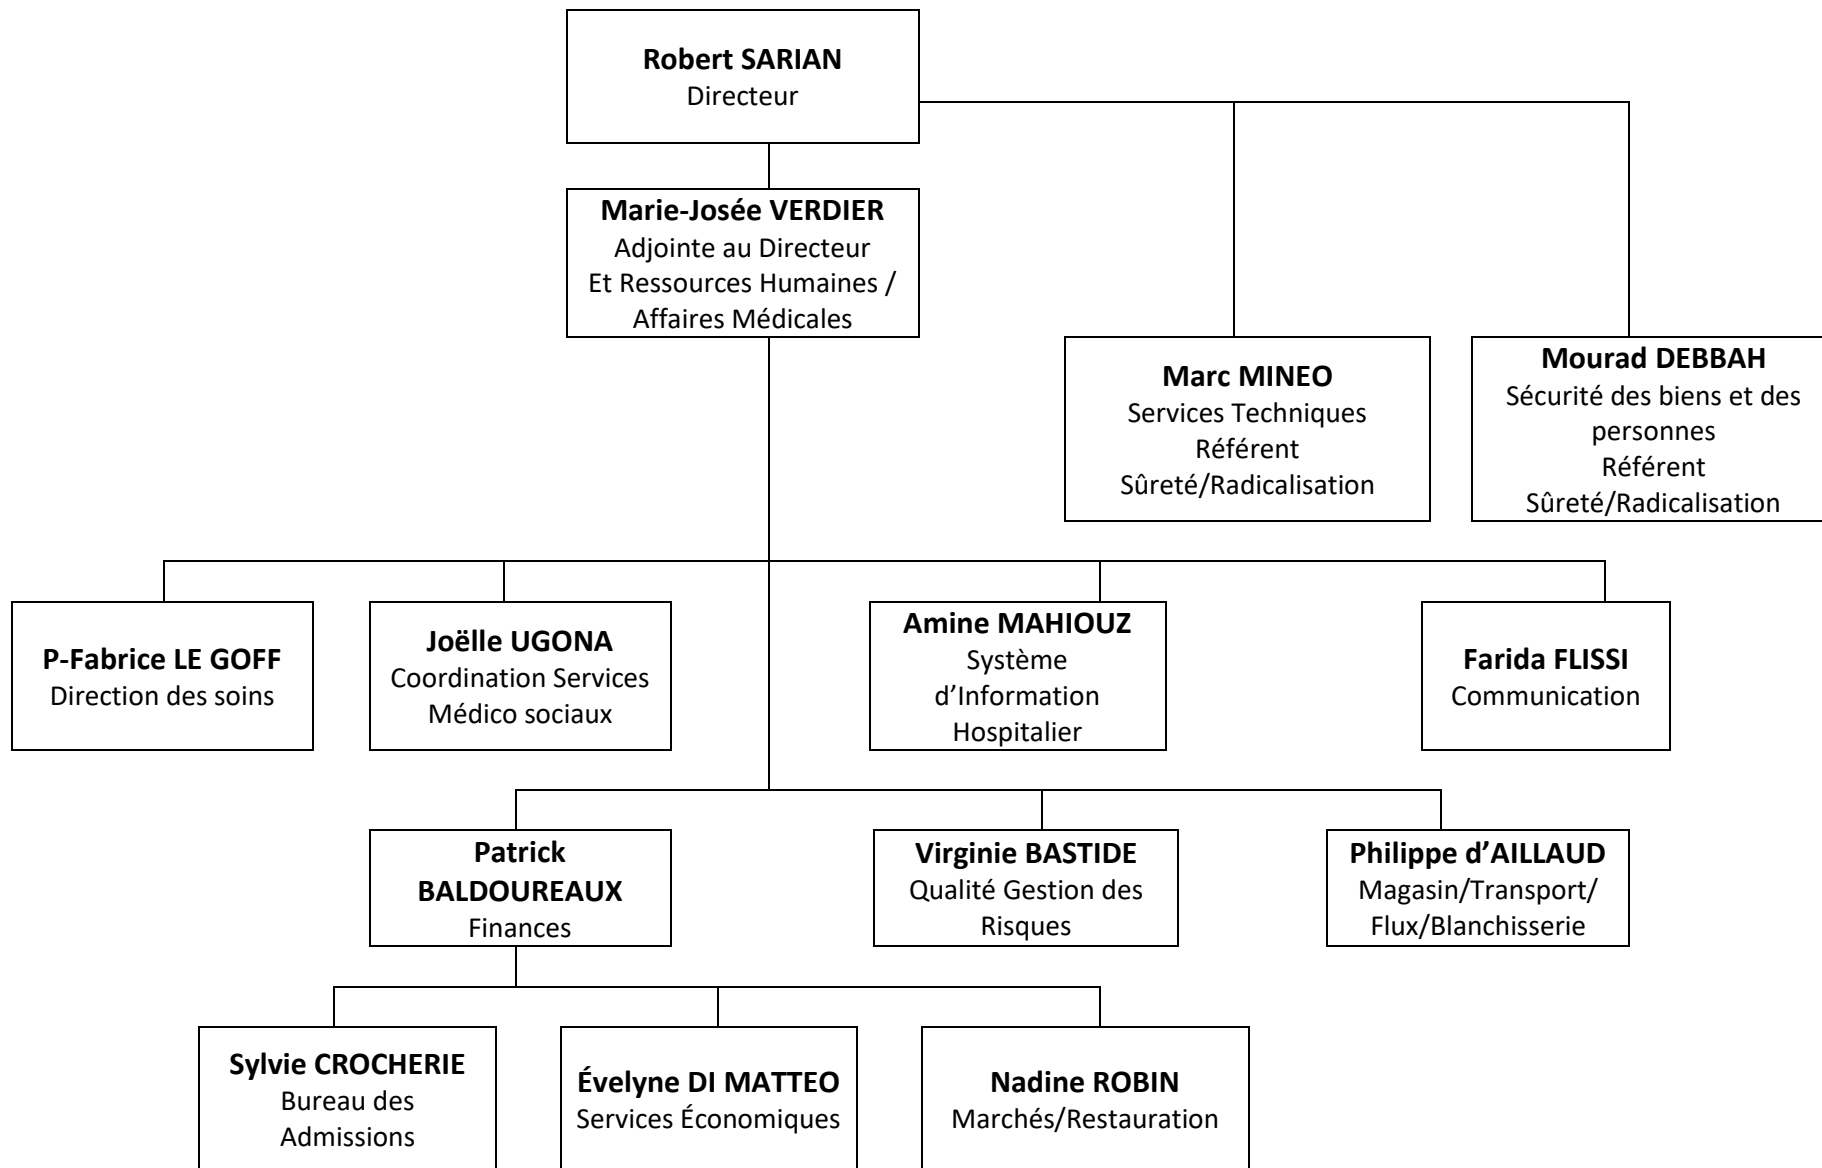 Robert SARIAN
Directeur
Marie-Josée VERDIER
Adjointe au Directeur
Et Ressources Humaines /
Affaires Médicales
Marc MINEO
Services Techniques
Référent
Sûreté/Radicalisation
Mourad DEBBAH
Sécurité des biens et des
personnes
Référent
Sûreté/Radicalisation
P-Fabrice LE GOFF
Direction des soins
Joëlle UGONA
Coordination Services
Médico sociaux
Amine MAHIOUZ
Système
d’Information
Hospitalier
Farida FLISSI
Communication
Patrick
BALDOUREAUX
Finances
Virginie BASTIDE
Qualité Gestion des
Risques
Philippe d’AILLAUD
Magasin/Transport/
Flux/Blanchisserie
Sylvie CROCHERIE
Bureau des
Admissions
Évelyne DI MATTEO
Services Économiques
Nadine ROBIN
Marchés/Restauration